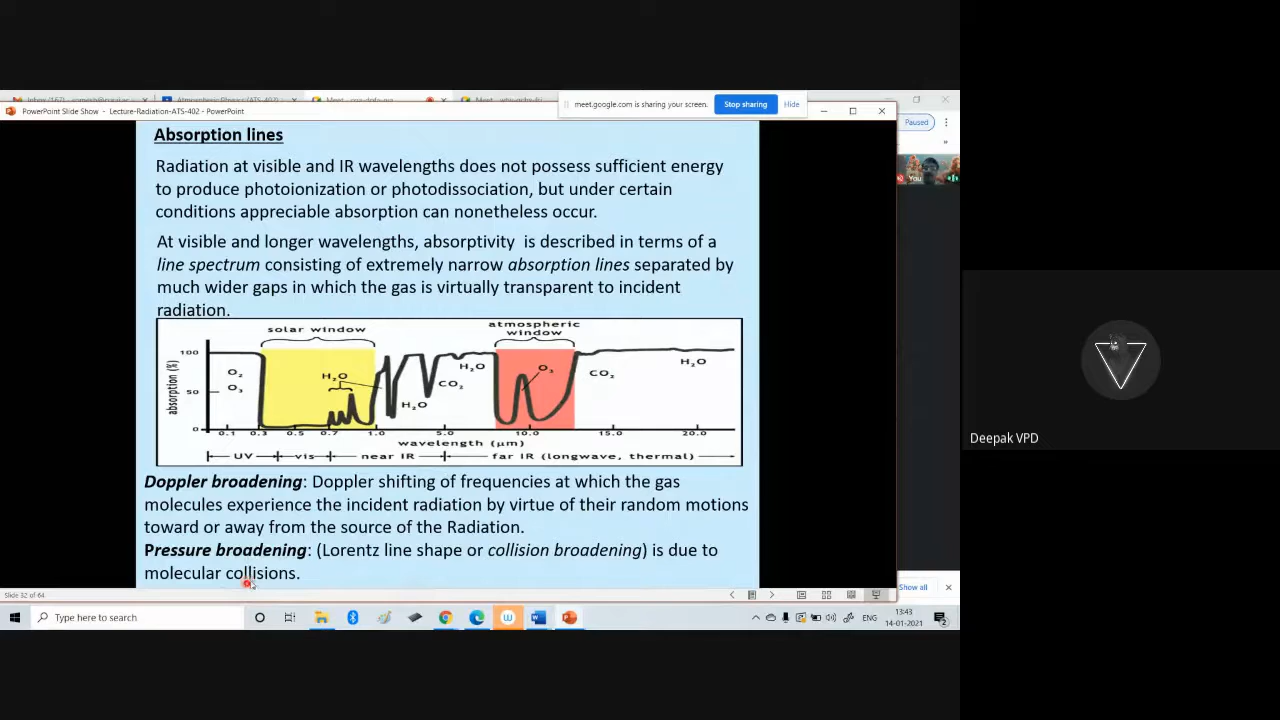 meet.google.com is sharing your screen.
Stop sharing
Hide
PowerPoint Slide Show - Lecture-Radiation-ATS-402 - PowerPoint
Paused
You
Absorption lines
Radiation at visible and IR wavelengths does not possess sufficient energy
to produce photoionization or photodissociation, but under certain
conditions appreciable absorption can nonetheless occur.
At visible and longer wavelengths, absorptivity is described in terms of a
line spectrum consisting of extremely narrow absorption lines separated by
much wider gaps in which the gas is virtually transparent to incident
radiation.
solar window
atmospheric
window
absorption (%)
100
50
0
O₂
O₃
H₂O
H₂O
CO₂
H₂O
O₃
CO₂
H₂O
0.1 0.3 0.5 0.7 1.0 5.0 10.0 15.0 20.0
wavelength (μm)
UV vis near IR far IR (longwave, thermal)
Doppler broadening: Doppler shifting of frequencies at which the gas
molecules experience the incident radiation by virtue of their random motions
toward or away from the source of the Radiation.
Pressure broadening: (Lorentz line shape or collision broadening) is due to
molecular collisions.
Deepak VPD
Show all
Slide 32 of 64
Type here to search
ENG
13:43
14-01-2021